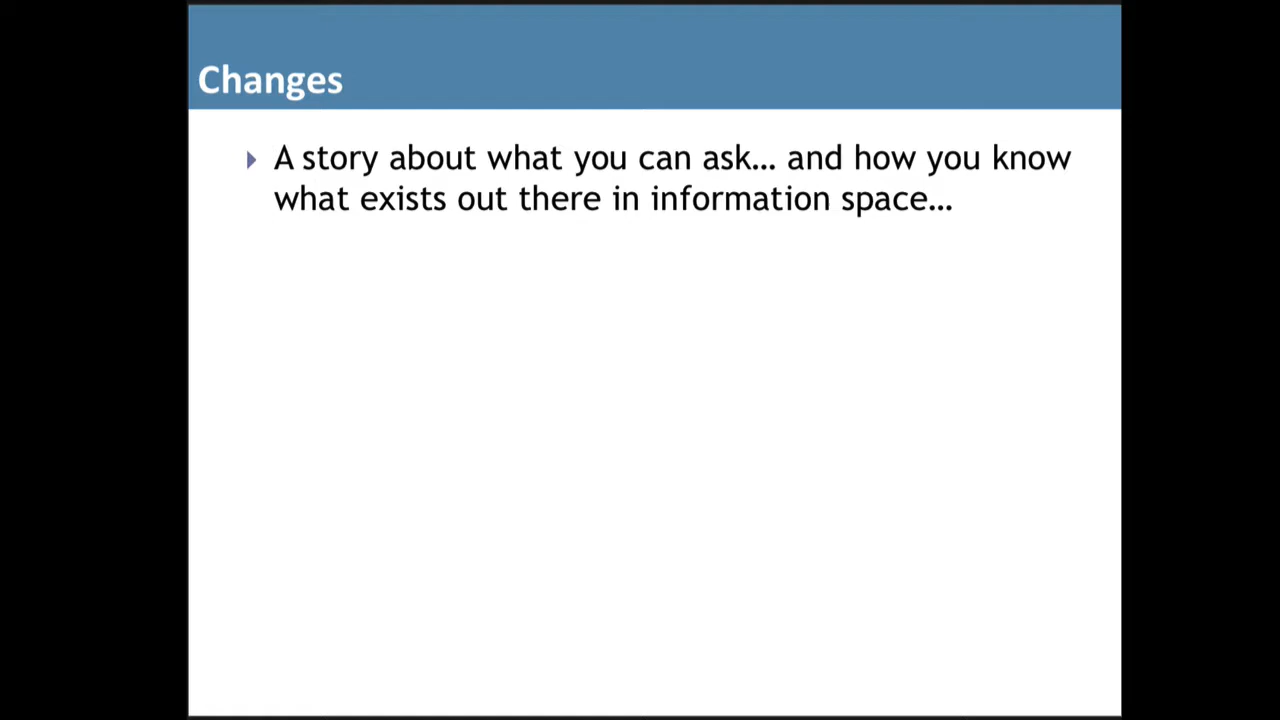 Changes
A story about what you can ask… and how you know
what exists out there in information space…